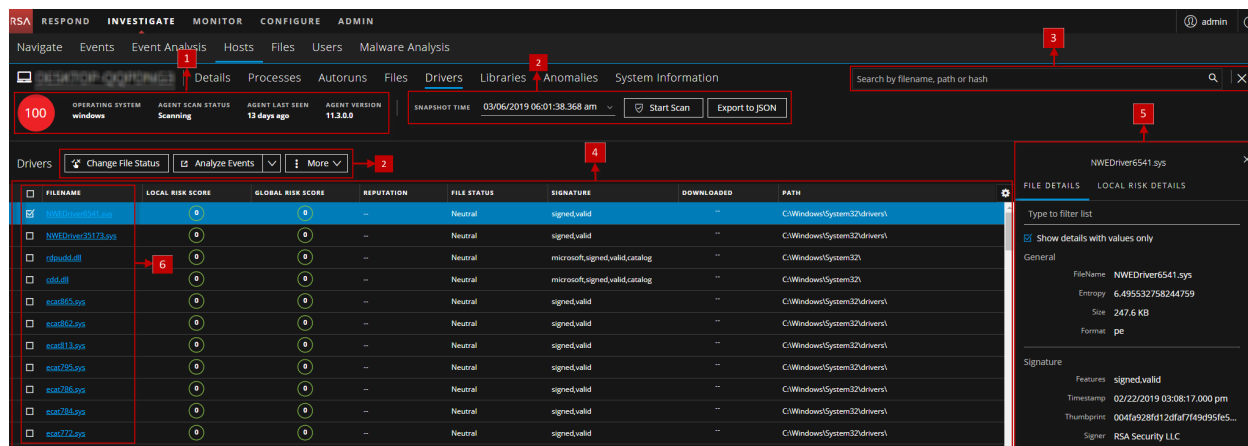 RSA RESPOND INVESTIGATE MONITOR CONFIGURE ADMIN admin
Navigate Events Event Analysis Hosts Files Users Malware Analysis
1
2
3
Details Processes Autoruns Files Drivers Libraries Anomalies System Information
Search by filename, path or hash
100
OPERATING SYSTEM AGENT SCAN STATUS AGENT LAST SEEN AGENT VERSION
windows Scanning 13 days ago 11.3.0.0
SNAPSHOT TIME 03/06/2019 06:01:38.368 am Start Scan Export to JSON
5
Drivers Change File Status Analyze Events More 2
4
FILENAME LOCAL RISK SCORE GLOBAL RISK SCORE REPUTATION FILE STATUS SIGNATURE DOWNLOADED PATH
NWEDriver6541.sys 0 0 -- Neutral signed,valid -- C:\Windows\System32\drivers\
NWEDriver35173.sys 0 0 -- Neutral signed,valid -- C:\Windows\System32\drivers\
rdpudd.dll 0 0 -- Neutral microsoft,signed,valid,catalog -- C:\Windows\System32\
6
cdd.dll 0 0 -- Neutral microsoft,signed,valid,catalog -- C:\Windows\System32\
ecat865.sys 0 0 -- Neutral signed,valid -- C:\Windows\System32\drivers\
ecat862.sys 0 0 -- Neutral signed,valid -- C:\Windows\System32\drivers\
ecat813.sys 0 0 -- Neutral signed,valid -- C:\Windows\System32\drivers\
ecat795.sys 0 0 -- Neutral signed,valid -- C:\Windows\System32\drivers\
ecat786.sys 0 0 -- Neutral signed,valid -- C:\Windows\System32\drivers\
ecat784.sys 0 0 -- Neutral signed,valid -- C:\Windows\System32\drivers\
ecat772.sys 0 0 -- Neutral signed,valid -- C:\Windows\System32\drivers\
NWEDriver6541.sys
FILE DETAILS LOCAL RISK DETAILS
Type to filter list
Show details with values only
General
FileName NWEDriver6541.sys
Entropy 6.495532758244759
Size 247.6 KB
Format pe
Signature
Features signed,valid
Timestamp 02/22/2019 03:08:17.000 pm
Thumbprint 004fa928fd12dfaf7f49d95fe5...
Signer RSA Security LLC